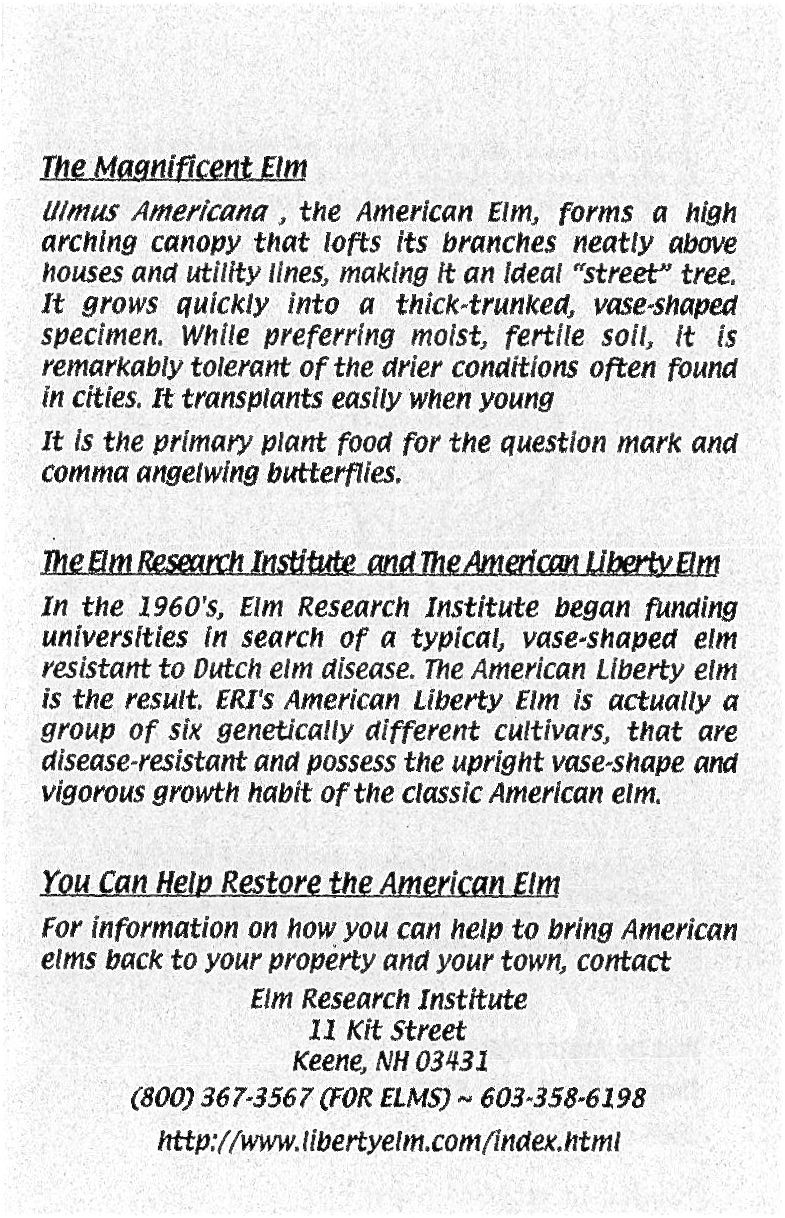 The Magnificent Elm
Ulmus Americana , the American Elm, forms a high
arching canopy that lofts its branches neatly above
houses and utility lines, making it an ideal "street" tree.
It grows quickly into a thick-trunked, vase-shaped
specimen. While preferring moist, fertile soil, it is
remarkably tolerant of the drier conditions often found
in cities. It transplants easily when young
It is the primary plant food for the question mark and
comma angelwing butterflies.
The Elm Research Institute and The American Liberty Elm
In the 1960's, Elm Research Institute began funding
universities in search of a typical, vase-shaped elm
resistant to Dutch elm disease. The American Liberty elm
is the result. ERI's American Liberty Elm is actually a
group of six genetically different cultivars, that are
disease-resistant and possess the upright vase-shape and
vigorous growth habit of the classic American elm.
You Can Help Restore the American Elm
For information on how you can help to bring American
elms back to your property and your town, contact
Elm Research Institute
11 Kit Street
Keene, NH 03431
(800) 367-3567 (FOR ELMS) ~ 603-358-6198
http://www.libertyelm.com/index.html